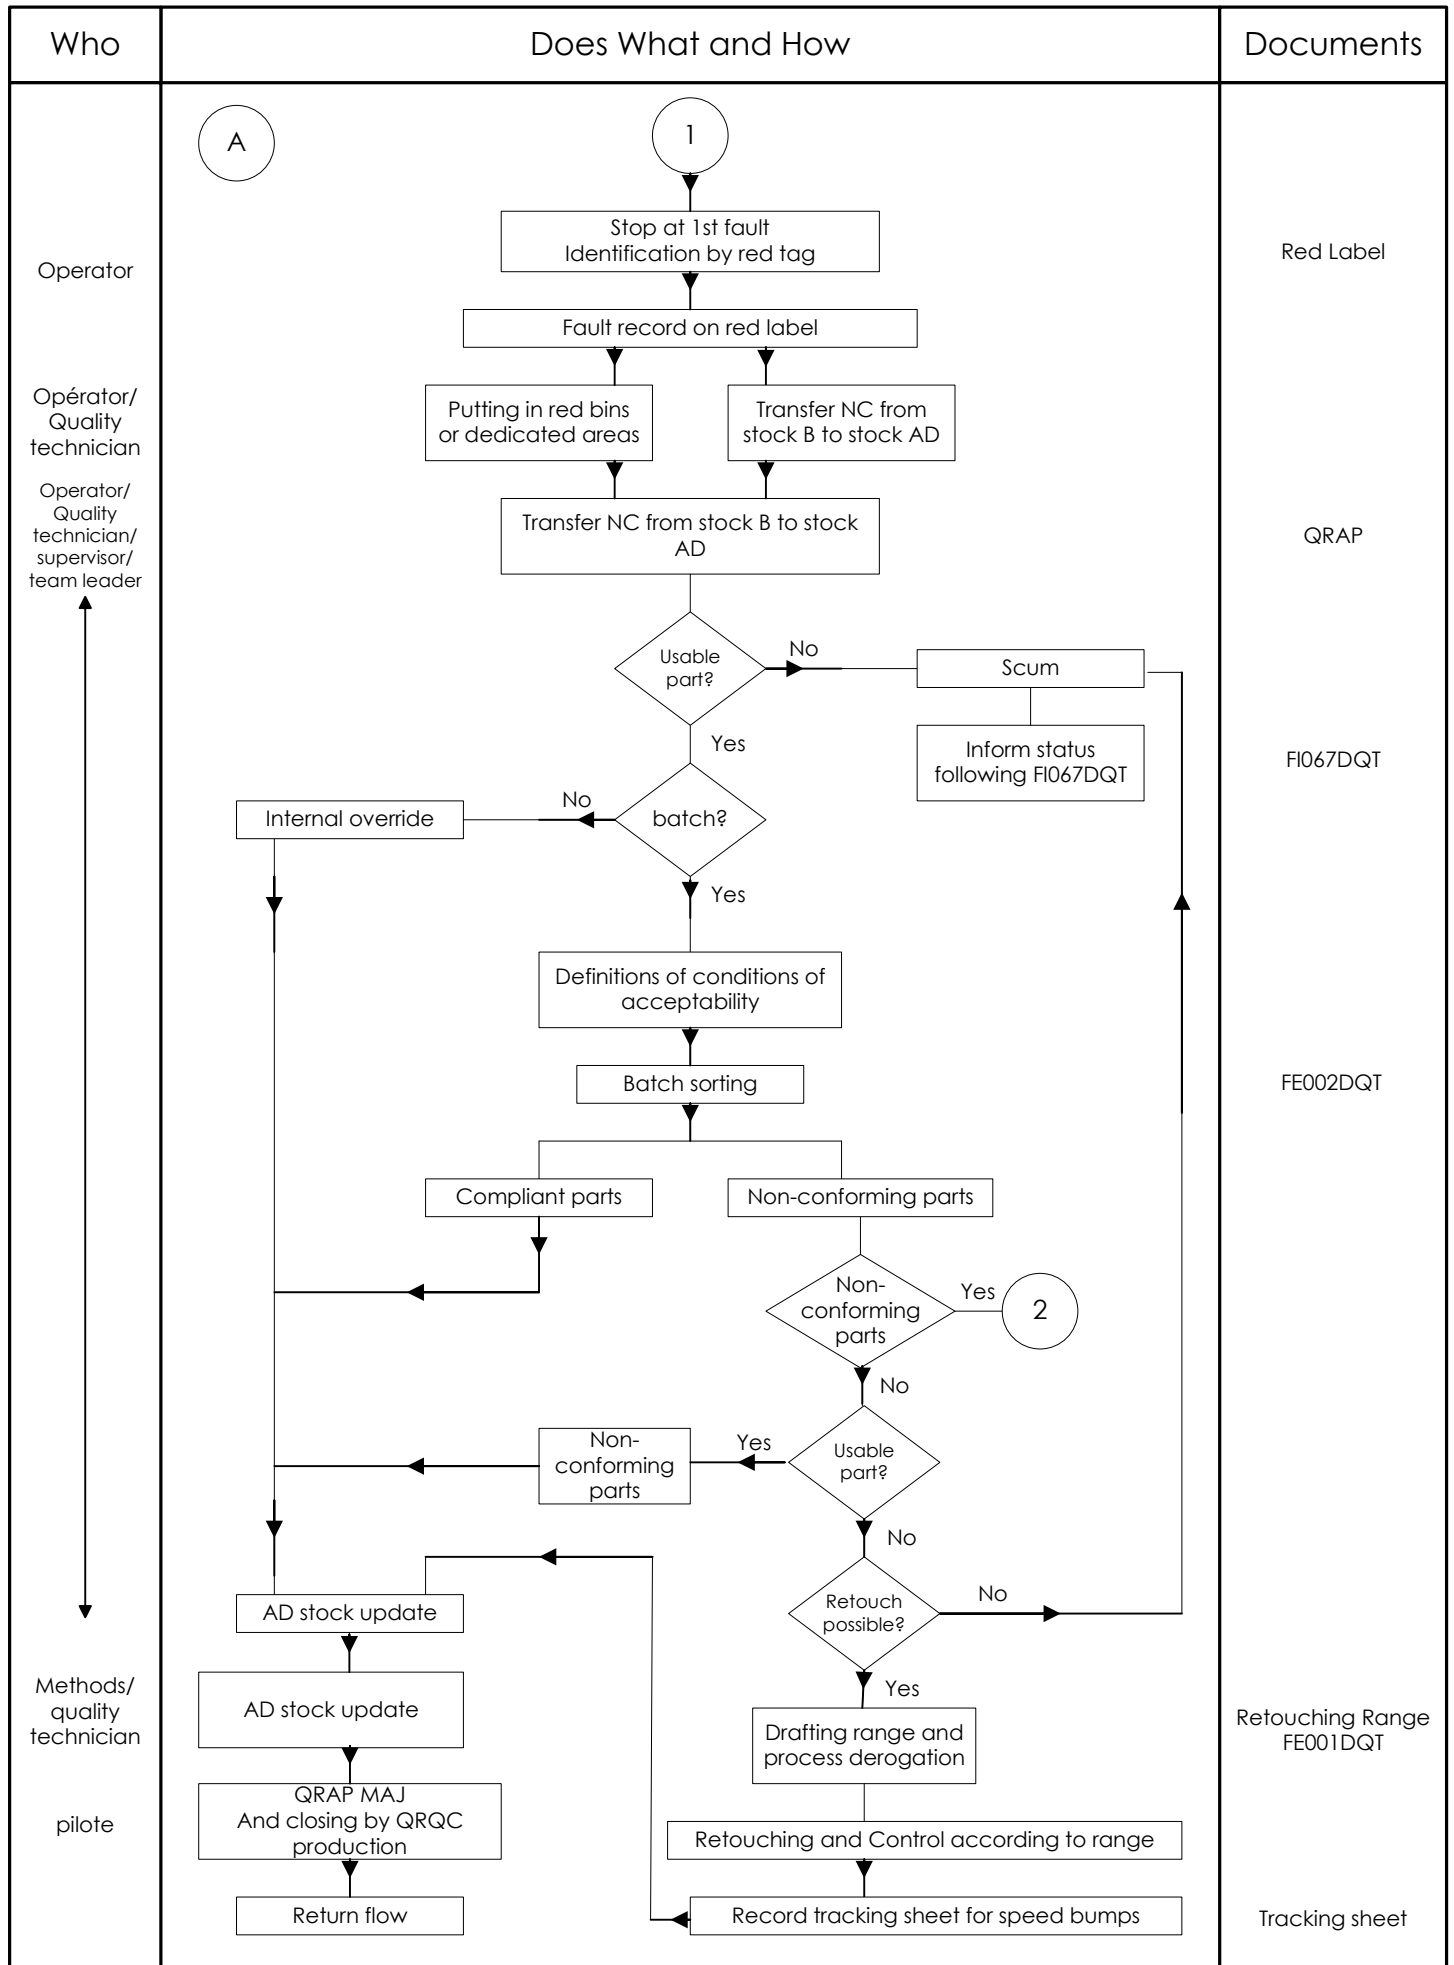 Who
Does What and How
Documents
A
1
Stop at 1st fault
Identification by red tag
Operator
Red Label
Fault record on red label
Opérator/
Quality
technician
Putting in red bins
or dedicated areas
Transfer NC from
stock B to stock AD
Operator/
Quality
technician/
supervisor/
team leader
Transfer NC from stock B to stock
AD
QRAP
Usable
part?
No
Scum
Yes
Inform status
following FI067DQT
FI067DQT
Internal override
No
batch?
Yes
Definitions of conditions of
acceptability
Batch sorting
FE002DQT
Compliant parts
Non-conforming parts
Non-
conforming
parts
Yes
2
No
Non-
conforming
parts
Yes
Usable
part?
No
AD stock update
Retouch
possible?
No
Yes
Methods/
quality
technician
AD stock update
Drafting range and
process derogation
Retouching Range
FE001DQT
pilote
QRAP MAJ
And closing by QRQC
production
Retouching and Control according to range
Return flow
Record tracking sheet for speed bumps
Tracking sheet